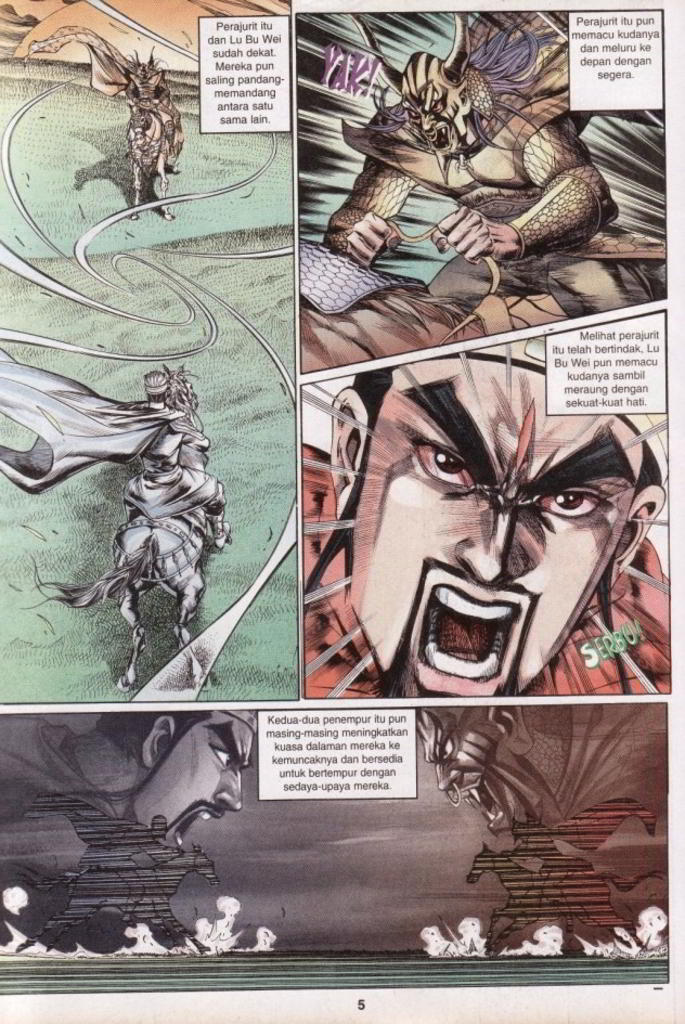 Perajurit itu
dan Lu Bu Wei
sudah dekat.
Mereka pun
saling pandang-
memandang
antara satu
sama lain.
YAK!
Perajurit itu pun
memacu kudanya
dan meluru ke
depan dengan
segera.
Melihat perajurit
itu telah bertindak, Lu
Bu Wei pun memacu
kudanya sambil
meraung dengan
sekuat-kuat hati.
SERBU!
Kedua-dua penempur itu pun
masing-masing meningkatkan
kuasa dalaman mereka ke
kemuncaknya dan bersedia
untuk bertempur dengan
sedaya-upaya mereka.
5